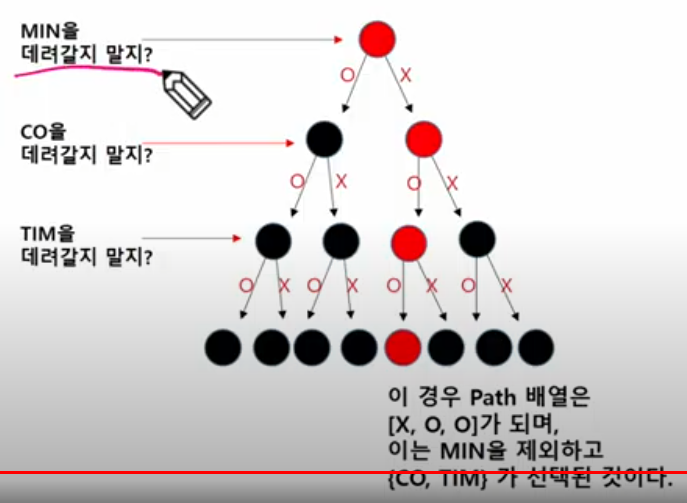 MIN을
데려갈지 말지?
O X
CO을
데려갈지 말지?
O X O X
TIM을
데려갈지 말지?
O X O X O X O X
이 경우 Path 배열은
[X, O, O]가 되며,
이는 MIN을 제외하고
{CO, TIM} 가 선택된 것이다.